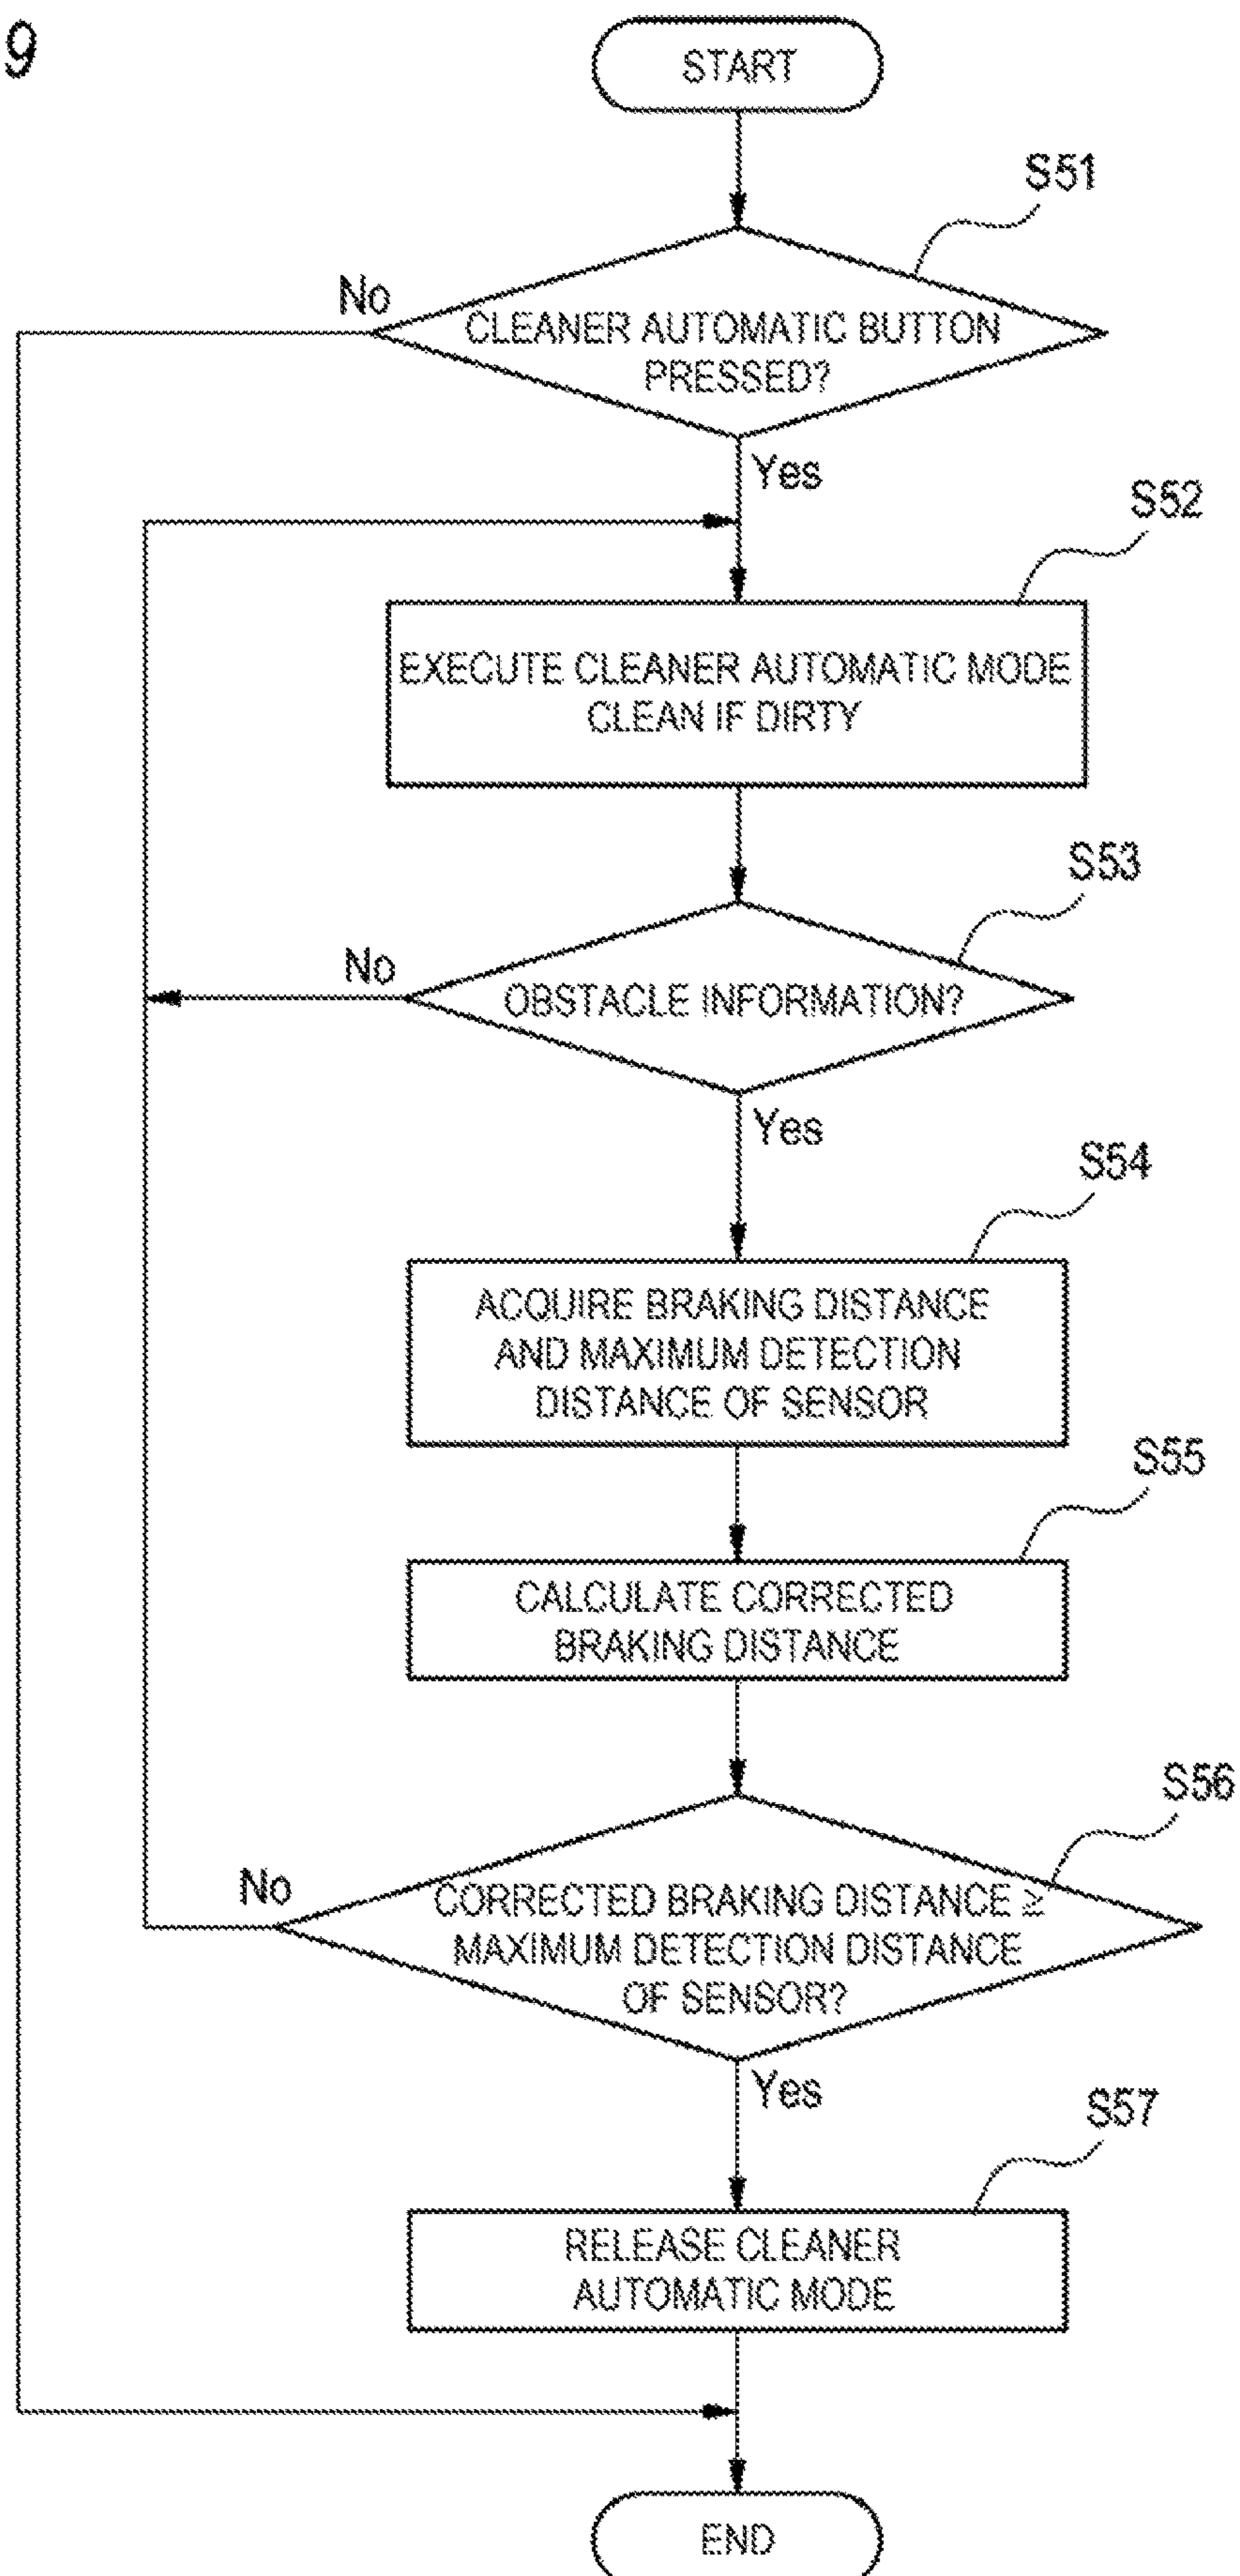 9
START
S51
No
CLEANER AUTOMATIC BUTTON
PRESSED?
Yes
S52
EXECUTE CLEANER AUTOMATIC MODE
CLEAN IF DIRTY
S53
No
OBSTACLE INFORMATION?
Yes
S54
ACQUIRE BRAKING DISTANCE
AND MAXIMUM DETECTION
DISTANCE OF SENSOR
S55
CALCULATE CORRECTED
BRAKING DISTANCE
S56
No
CORRECTED BRAKING DISTANCE ≧
MAXIMUM DETECTION DISTANCE
OF SENSOR?
Yes
S57
RELEASE CLEANER
AUTOMATIC MODE
END